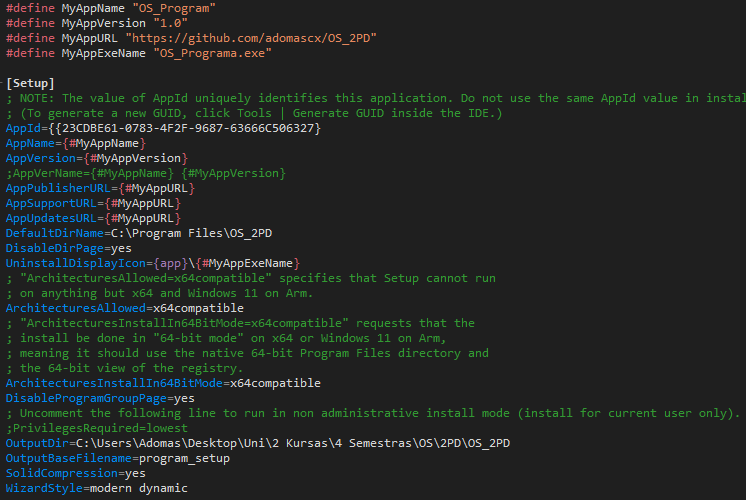 #define MyAppName "OS_Program"
#define MyAppVersion "1.0"
#define MyAppURL "https://github.com/adomascx/OS_2PD"
#define MyAppExeName "OS_Programa.exe"
[Setup]
; NOTE: The value of AppId uniquely identifies this application. Do not use the same AppId value in instal
; (To generate a new GUID, click Tools | Generate GUID inside the IDE.)
AppId={{23CDBE61-0783-4F2F-9687-63666C506327}
AppName={#MyAppName}
AppVersion={#MyAppVersion}
;AppVerName={#MyAppName} {#MyAppVersion}
AppPublisherURL={#MyAppURL}
AppSupportURL={#MyAppURL}
AppUpdatesURL={#MyAppURL}
DefaultDirName=C:\Program Files\OS_2PD
DisableDirPage=yes
UninstallDisplayIcon={app}\{#MyAppExeName}
; "ArchitecturesAllowed=x64compatible" specifies that Setup cannot run
; on anything but x64 and Windows 11 on Arm.
ArchitecturesAllowed=x64compatible
; "ArchitecturesInstallIn64BitMode=x64compatible" requests that the
; install be done in "64-bit mode" on x64 or Windows 11 on Arm,
; meaning it should use the native 64-bit Program Files directory and
; the 64-bit view of the registry.
ArchitecturesInstallIn64BitMode=x64compatible
DisableProgramGroupPage=yes
; Uncomment the following line to run in non administrative install mode (install for current user only).
;PrivilegesRequired=lowest
OutputDir=C:\Users\Adomas\Desktop\Uni\2 Kursas\4 Semestras\OS\2PD\OS_2PD
OutputBaseFilename=program_setup
SolidCompression=yes
WizardStyle=modern dynamic